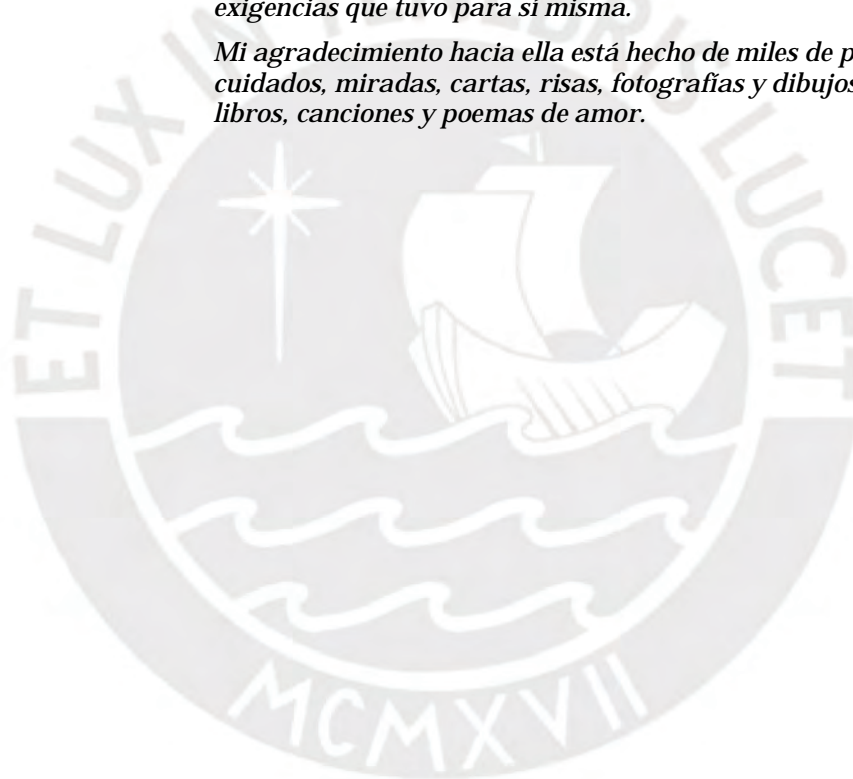 exigencias que tuvo para sí misma.
Mi agradecimiento hacia ella está hecho de miles de
cuidados, miradas, cartas, risas, fotografías y dibujos
libros, canciones y poemas de amor.
ET LUX IN LUCET
MCMXVII